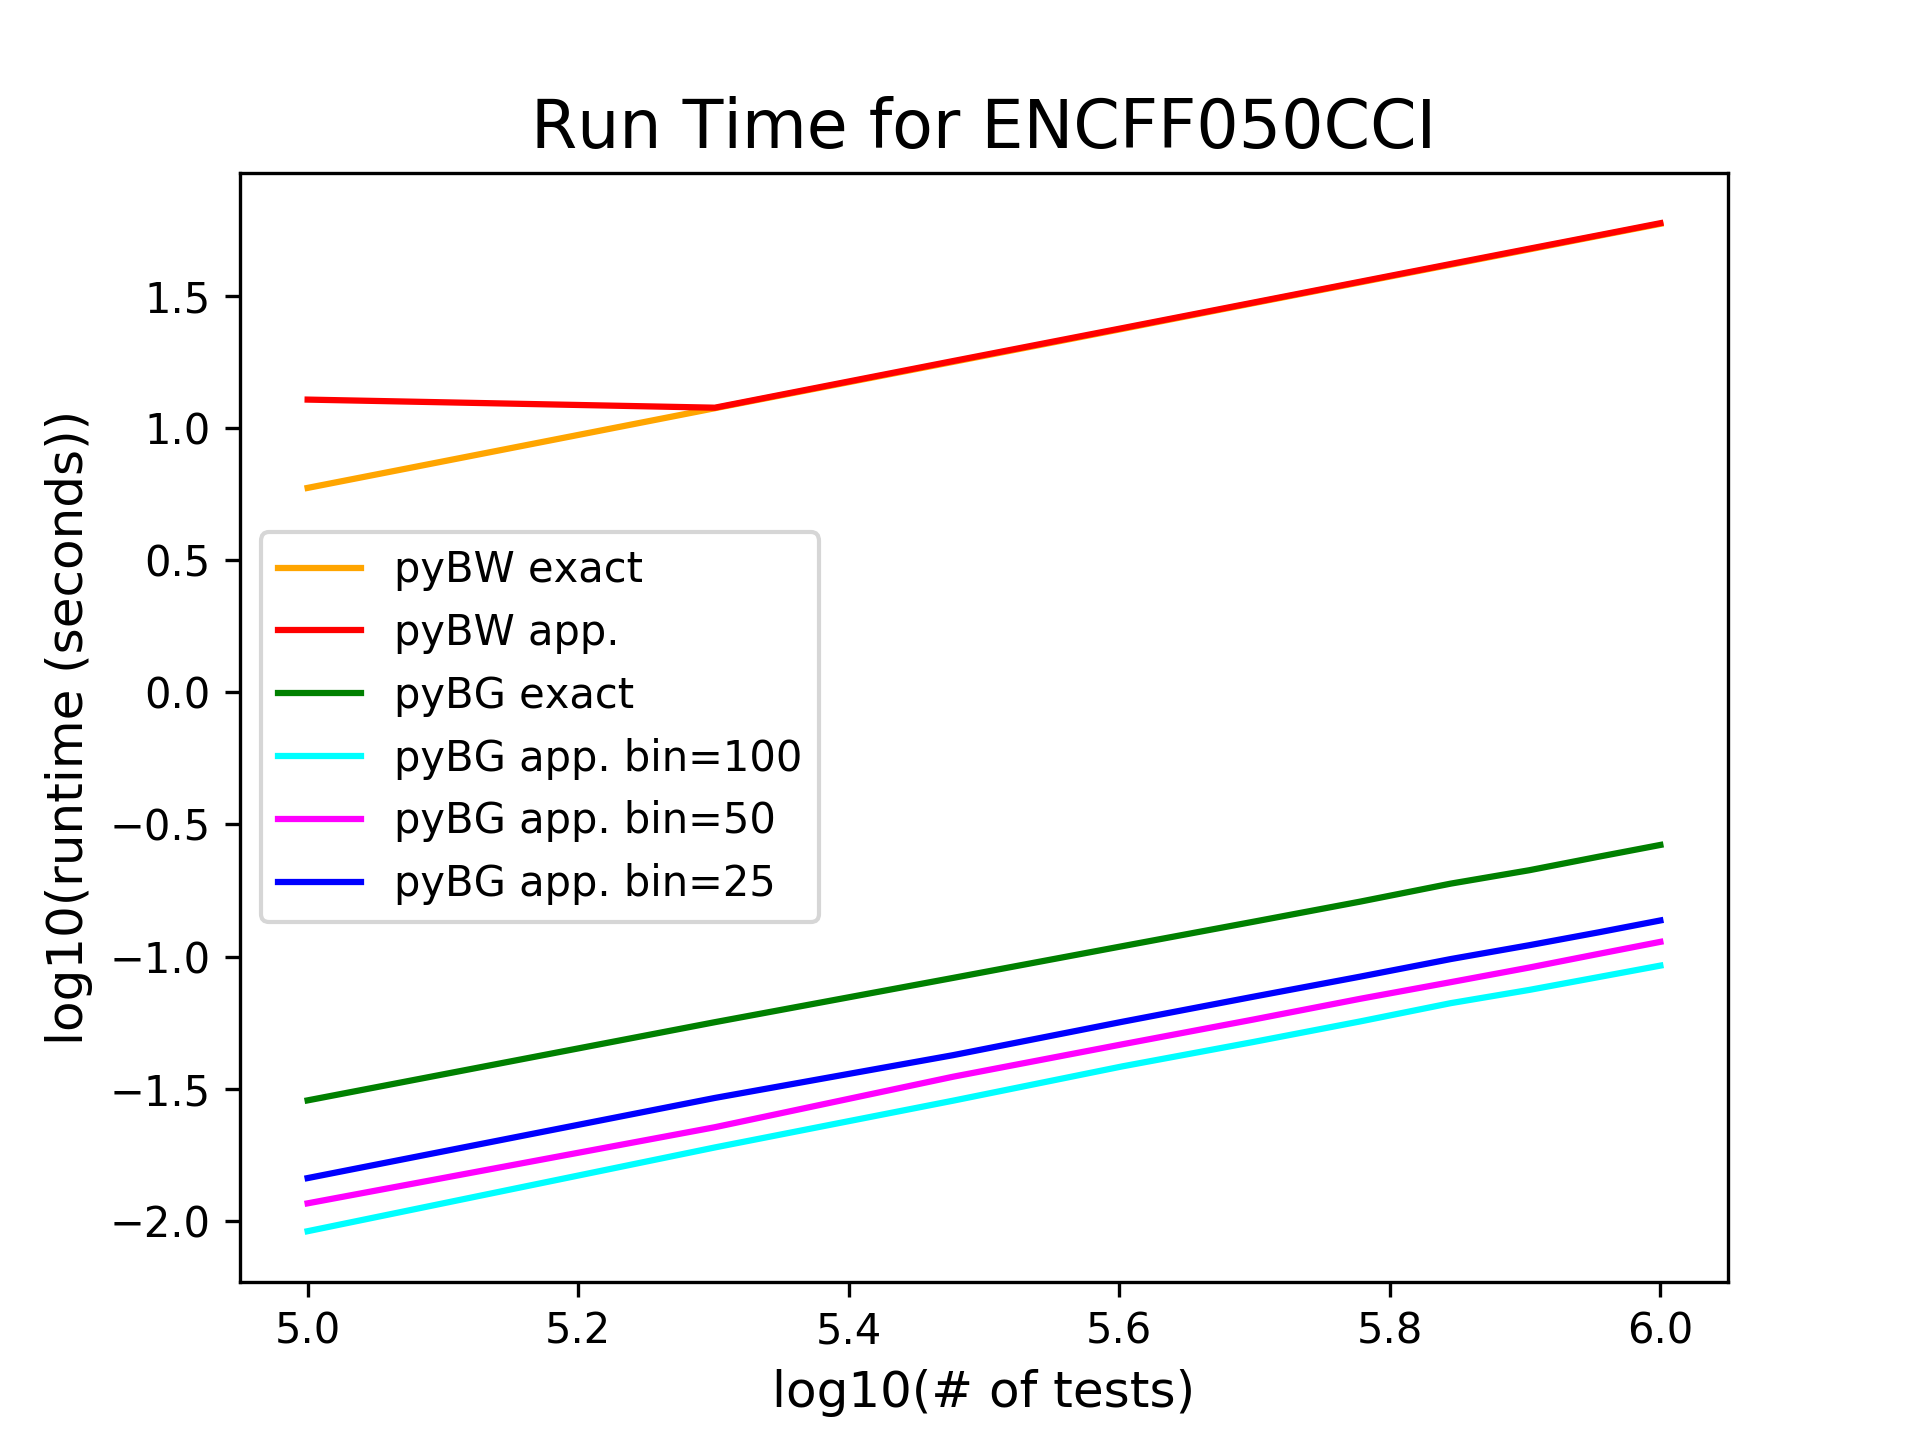 Run Time for ENCFF050CCI
log10(runtime (seconds))
1.5
1.0
0.5
0.0
−0.5
−1.0
−1.5
−2.0
pyBW exact
pyBW app.
pyBG exact
pyBG app. bin=100
pyBG app. bin=50
pyBG app. bin=25
5.0 5.2 5.4 5.6 5.8 6.0
log10(# of tests)